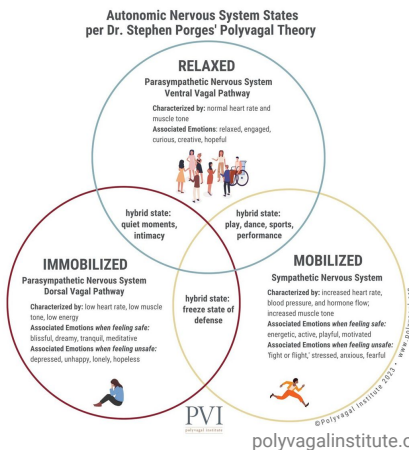 Autonomic Nervous System States
per Dr. Stephen Porges' Polyvagal Theory
RELAXED
Parasympathetic Nervous System
Ventral Vagal Pathway
Characterized by: normal heart rate and
muscle tone
Associated Emotions: relaxed, engaged,
curious, creative, hopeful
hybrid state:
quiet moments,
intimacy
hybrid state:
play, dance, sports,
performance
IMMOBILIZED
Parasympathetic Nervous System
Dorsal Vagal Pathway
Characterized by: low heart rate, low muscle
tone, low energy
Associated Emotions when feeling safe:
blissful, dreamy, tranquil, meditative
Associated Emotions when feeling unsafe:
depressed, unhappy, lonely, hopeless
hybrid state:
freeze state of
defense
MOBILIZED
Sympathetic Nervous System
Characterized by: increased heart rate,
blood pressure, and hormone flow;
increased muscle tone
Associated Emotions when feeling safe:
energetic, active, playful, motivated
Associated Emotions when feeling unsafe:
'fight or flight,' stressed, anxious, fearful
PVI
polyvagal institute
©Polyvagal Institute 2023 - www.
polyvagalinstitute.o